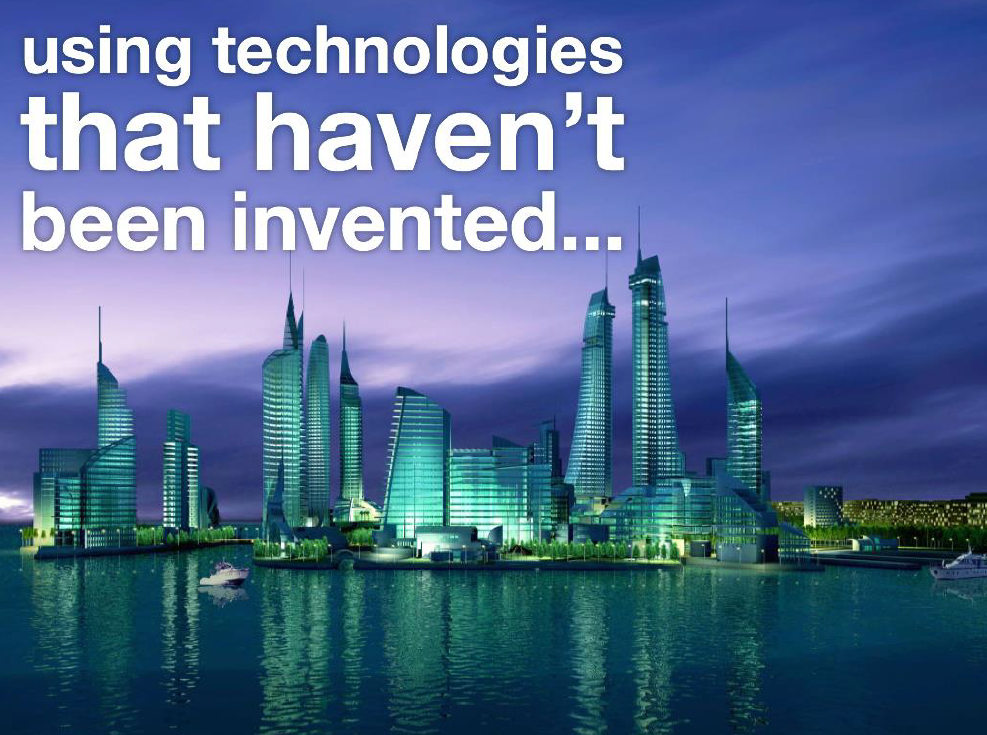 using technologies
that haven’t
been invented...